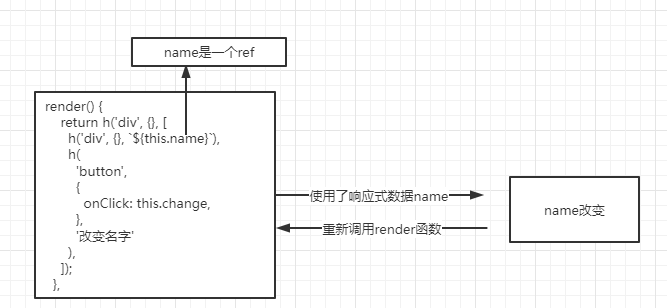 name是一个ref
render() {
return h('div', {}, [
h('div', {}, `${this.name}`),
h(
'button',
{
onClick: this.change,
},
'改变名字'
),
]);
},
使用了响应式数据name
重新调用render函数
name改变